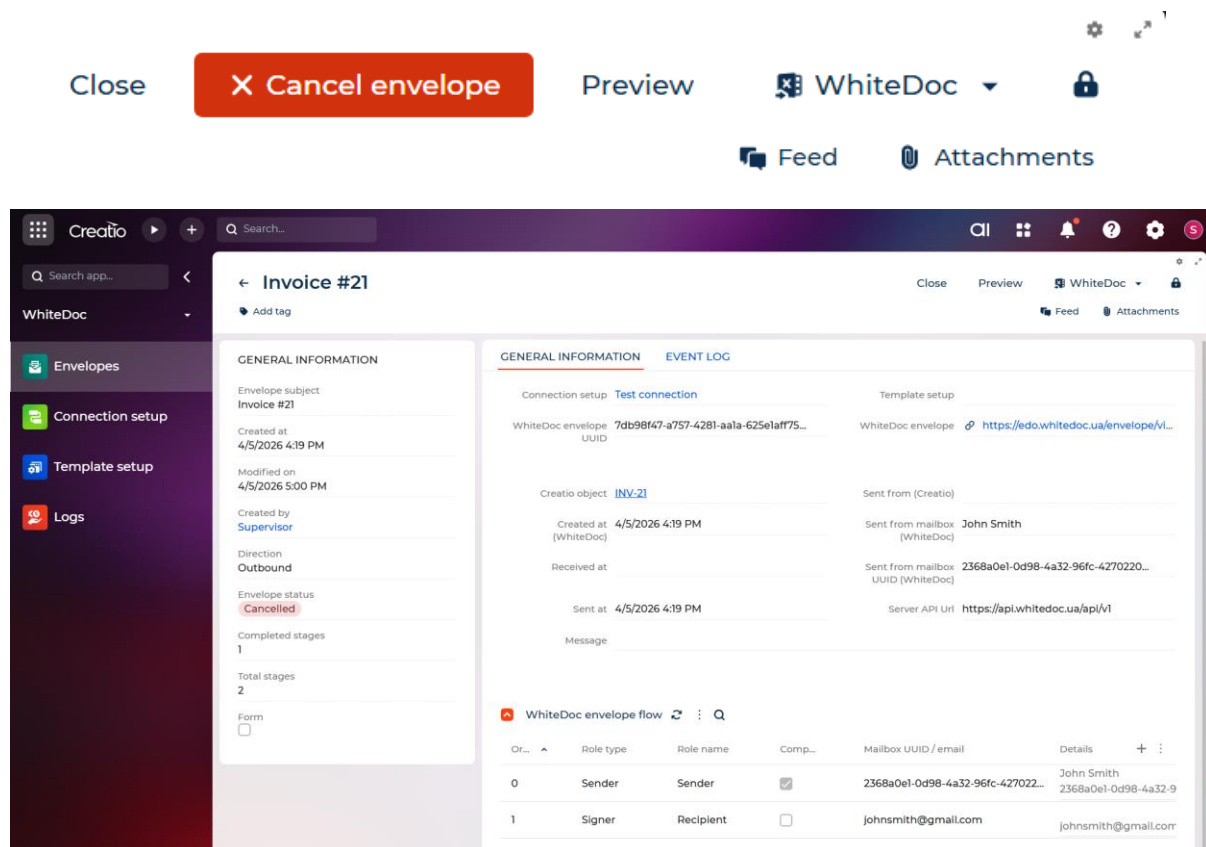 Close
Cancel envelope
Preview
WhiteDoc
Feed
Attachments
Creatio
Search...
ai
S
Search app...
WhiteDoc
Envelopes
Connection setup
Template setup
Logs
Invoice #21
Add tag
Close
Preview
WhiteDoc
Feed
Attachments
GENERAL INFORMATION
Envelope subject
Invoice #21
Created at
4/5/2026 4:19 PM
Modified on
4/5/2026 5:00 PM
Created by
Supervisor
Direction
Outbound
Envelope status
Cancelled
Completed stages
1
Total stages
2
Form
GENERAL INFORMATION
EVENT LOG
Connection setup Test connection
Template setup
WhiteDoc envelope 7db98f47-a757-4281-aa1a-625e1aff75...
UUID
WhiteDoc envelope https://edo.whitedoc.ua/envelope/vi...
Creatio object INV-21
Sent from (Creatio)
Created at 4/5/2026 4:19 PM
(WhiteDoc)
Sent from mailbox John Smith
(WhiteDoc)
Received at
Sent from mailbox 2368a0e1-0d98-4a32-96fc-4270220...
UUID (WhiteDoc)
Sent at 4/5/2026 4:19 PM
Server API Url https://api.whitedoc.ua/api/v1
Message
WhiteDoc envelope flow
Or... Role type Role name Comp... Mailbox UUID / email Details
0 Sender Sender 2368a0e1-0d98-4a32-96fc-427022... John Smith
2368a0e1-0d98-4a32-9
1 Signer Recipient johnsmith@gmail.com johnsmith@gmail.com